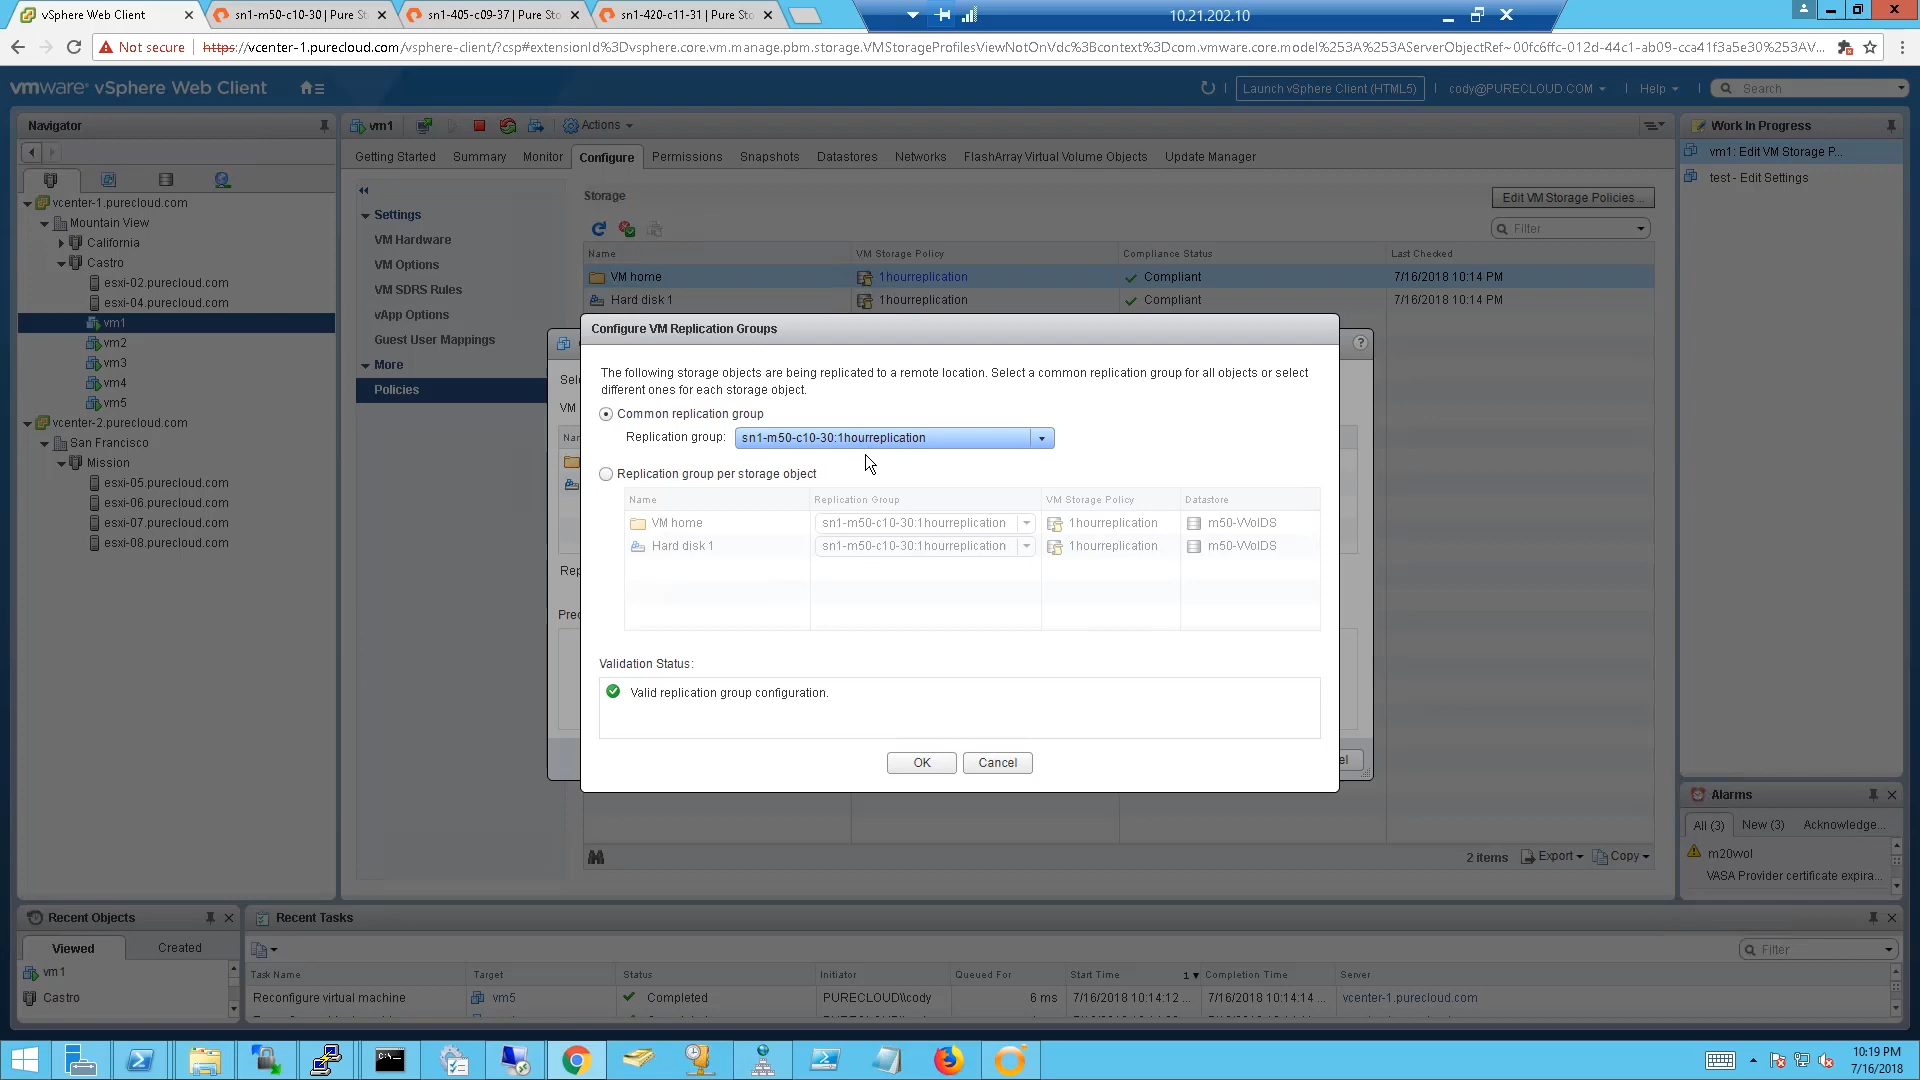 vSphere Web Client
sn1-m50-c10-30 | Pure St
sn1-405-c09-37 | Pure Sto
sn1-420-c11-31 | Pure Sto
10.21.202.10
Not secure
https://vcenter-1.purecloud.com/vsphere-client/?csp#extensionId%3Dvsphere.core.vm.manage.pbm.storage.VMStorageProfilesViewNotOnVdc%3Bcontext%3Dcom.vmware.core.model%253A%253AServerObjectRef~00fc6ffc-012d-44c1-ab09-cca41f3a5e30%253AV...
vmware® vSphere Web Client
Launch vSphere Client (HTML5)
cody@PURECLOUD.COM
Help
Search
Navigator
vcenter-1.purecloud.com
Mountain View
California
Castro
esxi-02.purecloud.com
esxi-04.purecloud.com
vm1
vm2
vm3
vm4
vm5
vcenter-2.purecloud.com
San Francisco
Mission
esxi-05.purecloud.com
esxi-06.purecloud.com
esxi-07.purecloud.com
esxi-08.purecloud.com
vm1
Actions
Getting Started Summary Monitor Configure Permissions Snapshots Datastores Networks FlashArray Virtual Volume Objects Update Manager
Settings
VM Hardware
VM Options
VM SDRS Rules
vApp Options
Guest User Mappings
More
Policies
Storage
Edit VM Storage Policies...
Filter
Name VM Storage Policy Compliance Status Last Checked
VM home 1hourreplication Compliant 7/16/2018 10:14 PM
Hard disk 1 1hourreplication Compliant 7/16/2018 10:14 PM
Sele
VM
Nar
Rep
Prec
el
Configure VM Replication Groups
The following storage objects are being replicated to a remote location. Select a common replication group for all objects or select
different ones for each storage object.
Common replication group
Replication group: sn1-m50-c10-30:1hourreplication
Replication group per storage object
Name Replication Group VM Storage Policy Datastore
VM home sn1-m50-c10-30:1hourreplication 1hourreplication m50-VVolDS
Hard disk 1 sn1-m50-c10-30:1hourreplication 1hourreplication m50-VVolDS
Validation Status:
Valid replication group configuration.
OK Cancel
2 items Export Copy
Work In Progress
vm1: Edit VM Storage P...
test - Edit Settings
Alarms
All (3) New (3) Acknowledge...
m20vvol
VASA Provider certificate expira...
Recent Objects
Viewed Created
vm1
Castro
Recent Tasks
Filter
Task Name Target Status Initiator Queued For Start Time 1 Completion Time Server
Reconfigure virtual machine vm5 Completed PURECLOUD\\cody 6 ms 7/16/2018 10:14:12 ... 7/16/2018 10:14:14 ... vcenter-1.purecloud.com
10:19 PM
7/16/2018